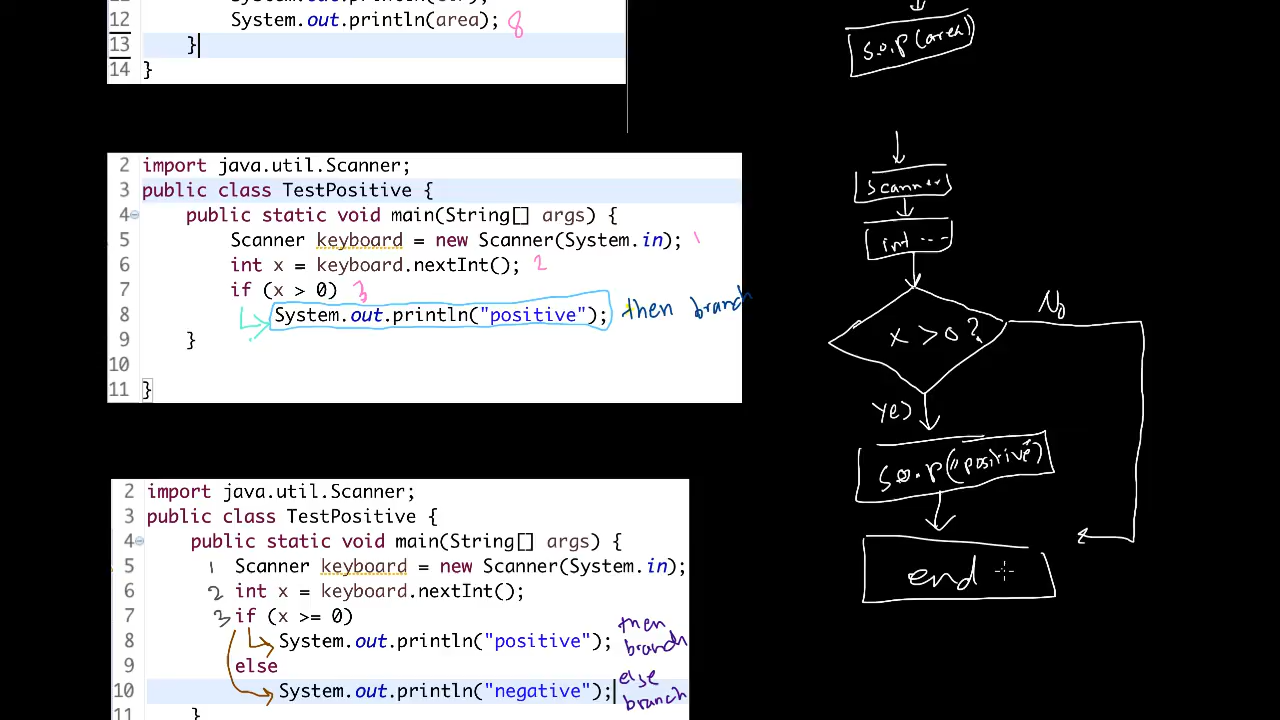 12 System.out.println(area); 8
13 }
14 }
s.o.p(area)
2 import java.util.Scanner;
3 public class TestPositive {
4 public static void main(String[] args) {
5 Scanner keyboard = new Scanner(System.in); 1
6 int x = keyboard.nextInt(); 2
7 if (x > 0) 3
8 System.out.println("positive"); then branch
9 }
10
11 }
Scanner
int ---
x > 0 ?
No
Yes
s.o.p("positive")
end
2 import java.util.Scanner;
3 public class TestPositive {
4 public static void main(String[] args) {
5 1 Scanner keyboard = new Scanner(System.in);
6 2 int x = keyboard.nextInt();
7 3 if (x >= 0)
8 System.out.println("positive"); then branch
9 else
10 System.out.println("negative"); else branch
11 }